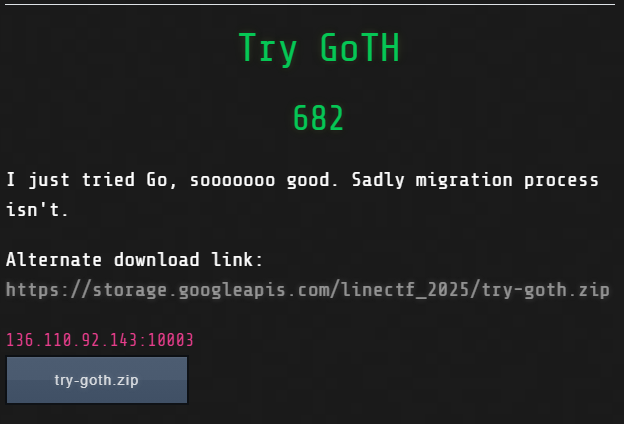 Try GoTH
682
I just tried Go, sooooooo good. Sadly migration process
isn't.
Alternate download link:
https://storage.googleapis.com/linectf_2025/try-goth.zip
136.110.92.143:10003
try-goth.zip